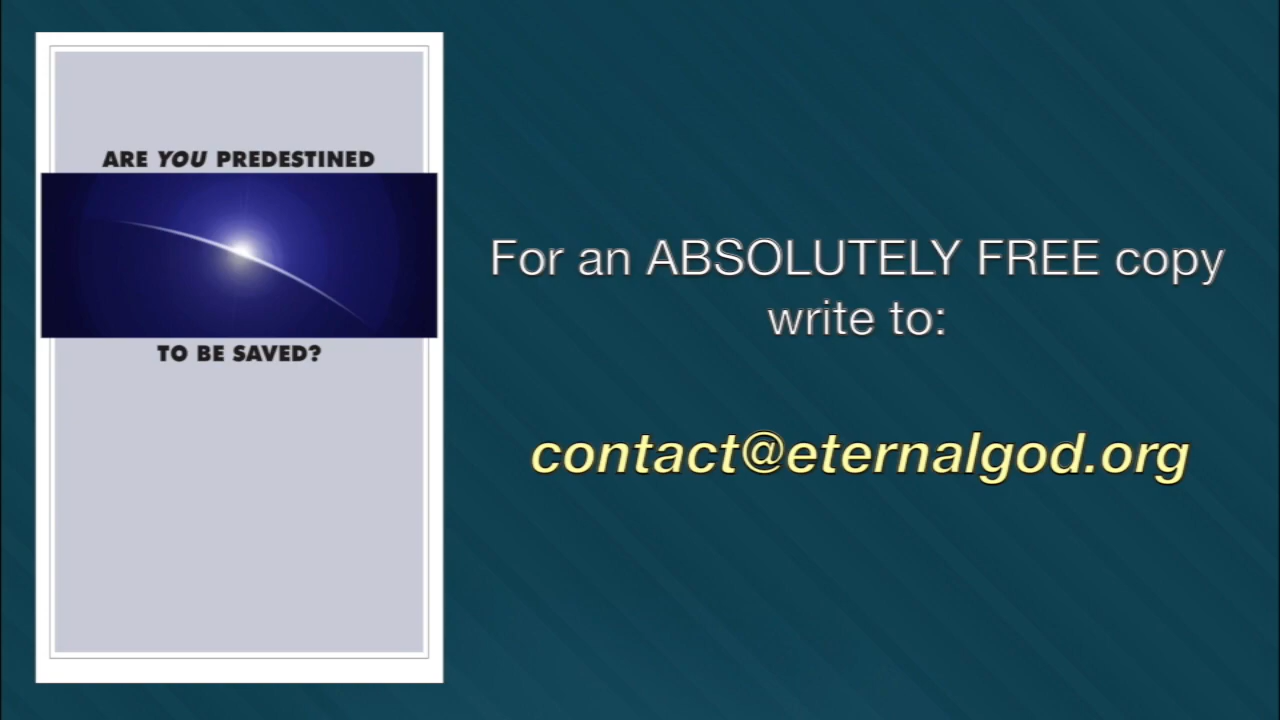 ARE YOU PREDESTINED
TO BE SAVED?
For an ABSOLUTELY FREE copy
write to:
contact@eternalgod.org